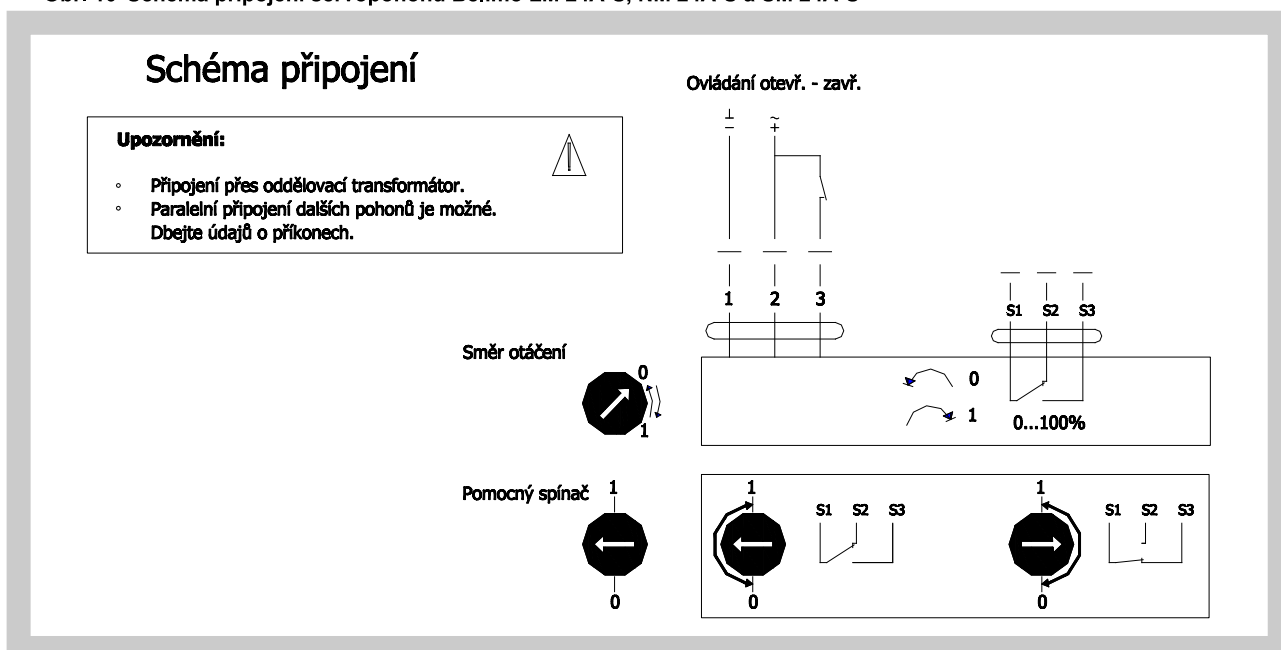 Schéma připojení
Ovládání otevř. - zavř.
Upozornění:
Připojení přes oddělovací transformátor.
Paralelní připojení dalších pohonů je možné.
Dbejte údajů o příkonech.
1 2 3
S1 S2 S3
Směr otáčení
0
1
0
1
0...100%
Pomocný spínač
1
0
1
0
S1 S2 S3
1
0
S1 S2 S3